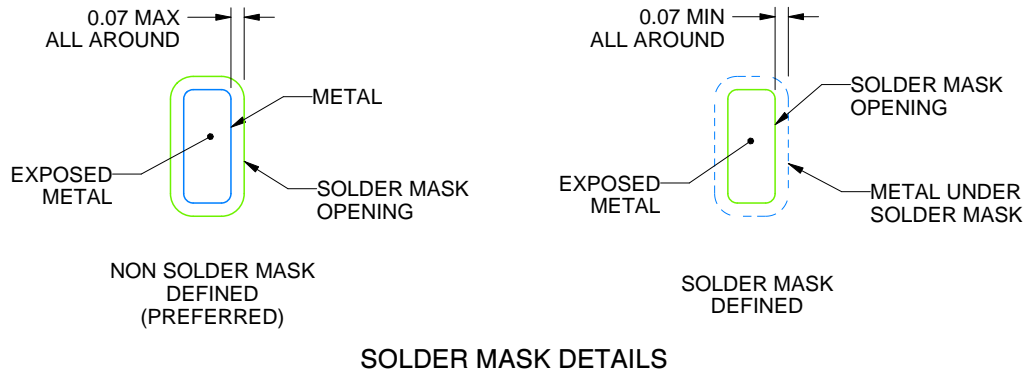 0.07 MAX
ALL AROUND
METAL
EXPOSED
METAL
SOLDER MASK
OPENING
NON SOLDER MASK
DEFINED
(PREFERRED)
0.07 MIN
ALL AROUND
SOLDER MASK
OPENING
EXPOSED
METAL
METAL UNDER
SOLDER MASK
SOLDER MASK
DEFINED
SOLDER MASK DETAILS